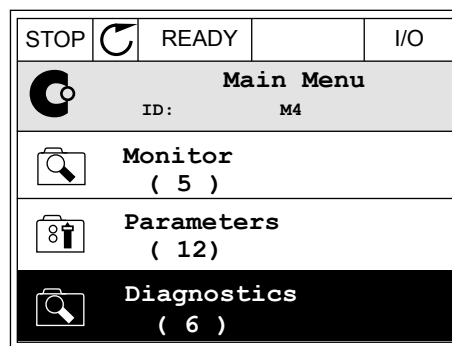 STOP READY I/O
Main Menu
ID: M4
Monitor
( 5 )
Parameters
( 12)
Diagnostics
( 6 )